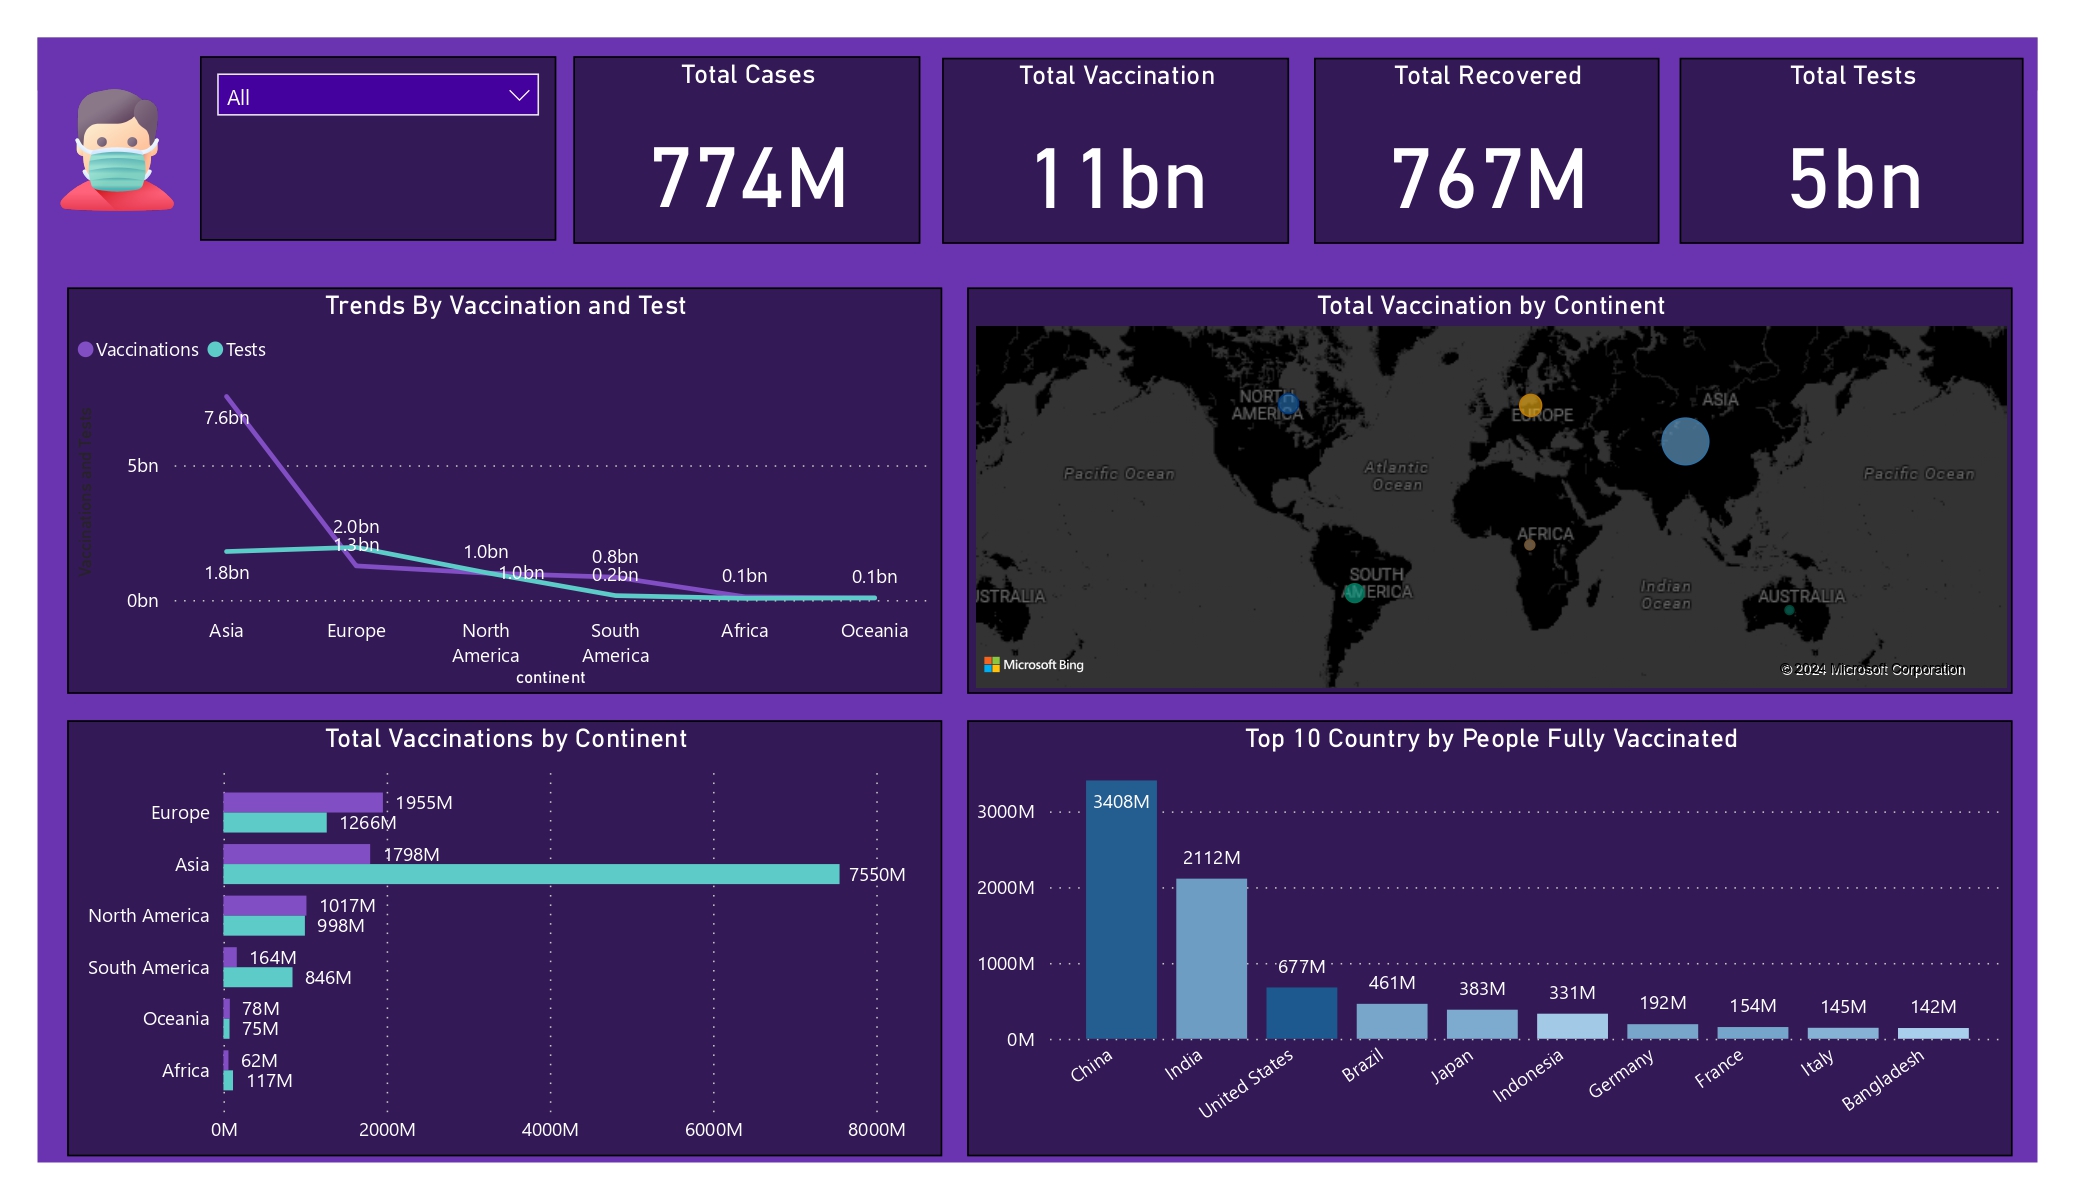 All
Total Cases
774M
Total Vaccination
11bn
Total Recovered
767M
Total Tests
5bn
Trends By Vaccination and Test
Vaccinations
Tests
Vaccinations and Tests
5bn
0bn
7.6bn
1.8bn
2.0bn
1.3bn
1.0bn
1.0bn
0.8bn
0.2bn
0.1bn
0.1bn
Asia
Europe
North
America
South
America
Africa
Oceania
continent
Total Vaccination by Continent
NORTH
AMERICA
EUROPE
ASIA
Pacific Ocean
Atlantic
Ocean
Pacific Ocean
AFRICA
SOUTH
AMERICA
Indian
Ocean
USTRALIA
AUSTRALIA
Microsoft Bing
© 2024 Microsoft Corporation
Total Vaccinations by Continent
Europe
1955M
1266M
Asia
1798M
7550M
North America
1017M
998M
South America
164M
846M
Oceania
78M
75M
Africa
62M
117M
0M
2000M
4000M
6000M
8000M
Top 10 Country by People Fully Vaccinated
3000M
2000M
1000M
0M
3408M
2112M
677M
461M
383M
331M
192M
154M
145M
142M
China
India
United States
Brazil
Japan
Indonesia
Germany
France
Italy
Bangladesh